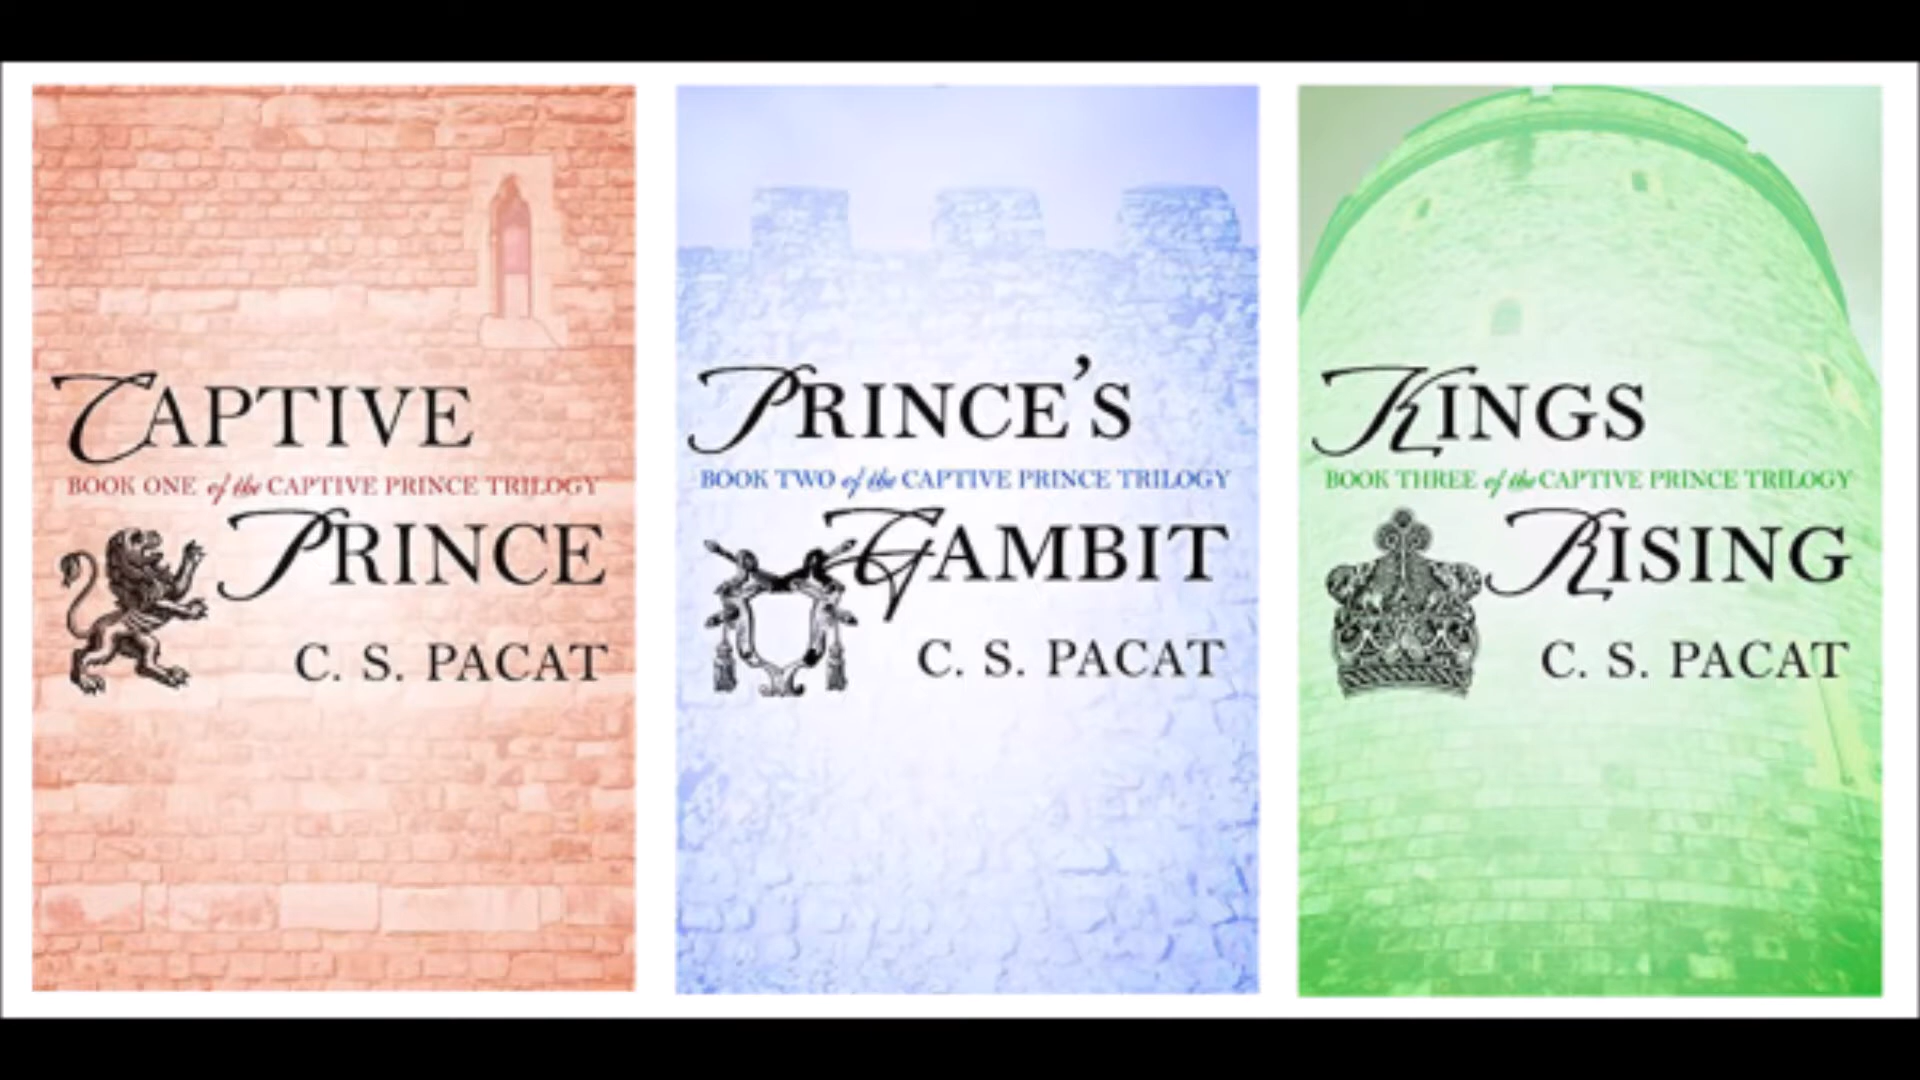 CAPTIVE
BOOK ONE of the CAPTIVE PRINCE TRILOGY
PRINCE
C. S. PACAT
PRINCE'S
BOOK TWO of the CAPTIVE PRINCE TRILOGY
GAMBIT
C. S. PACAT
KINGS
BOOK THREE of the CAPTIVE PRINCE TRILOGY
RISING
C. S. PACAT